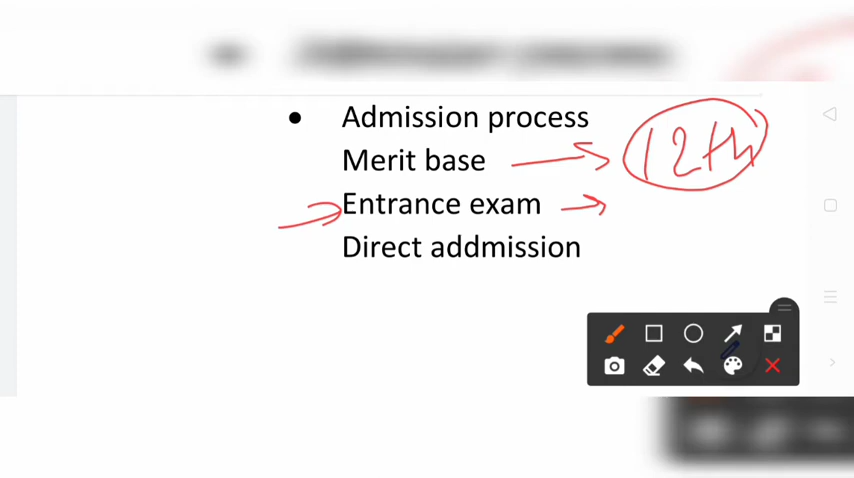 Admission process
Merit base 12th
Entrance exam
Direct addmission